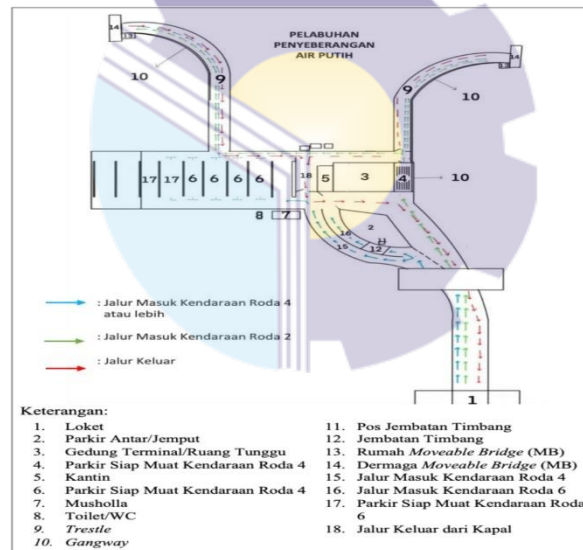 PELABUHAN
PENYEBERANGAN
AIR PUTIH
14
13
10
9
14
13
9
10
17 17 6 6 6 6
18
5
3
4
10
8
7
16
15
2
11
12
: Jalur Masuk Kendaraan Roda 4
atau lebih
: Jalur Masuk Kendaraan Roda 2
: Jalur Keluar
1
Keterangan:
1. Loket
2. Parkir Antar/Jemput
3. Gedung Terminal/Ruang Tunggu
4. Parkir Siap Muat Kendaraan Roda 4
5. Kantin
6. Parkir Siap Muat Kendaraan Roda 4
7. Musholla
8. Toilet/WC
9. Trestle
10. Gangway
11. Pos Jembatan Timbang
12. Jembatan Timbang
13. Rumah Moveable Bridge (MB)
14. Dermaga Moveable Bridge (MB)
15. Jalur Masuk Kendaraan Roda 4
16. Jalur Masuk Kendaraan Roda 6
17. Parkir Siap Muat Kendaraan Roda
6
18. Jalur Keluar dari Kapal